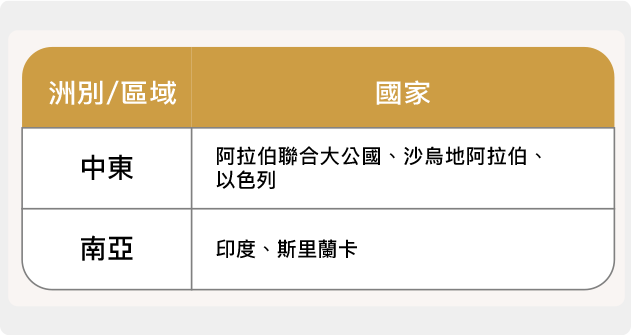 洲別/區域 國家
中東
阿拉伯聯合大公國、沙烏地阿拉伯、
以色列
南亞
印度、斯里蘭卡